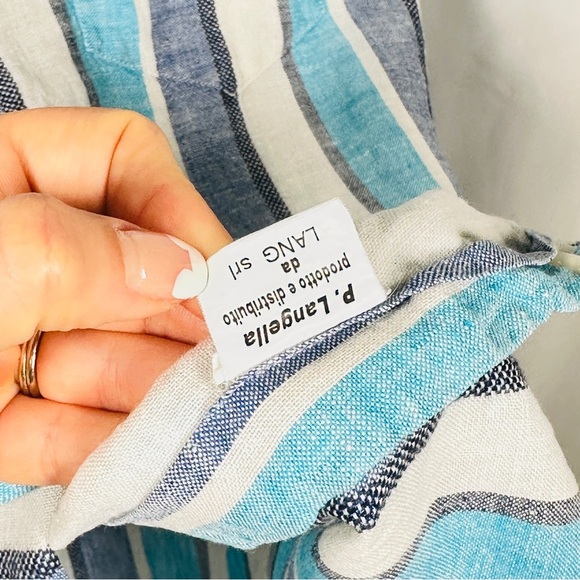 P. Langella
prodotto e distribuito
da
LANG srl